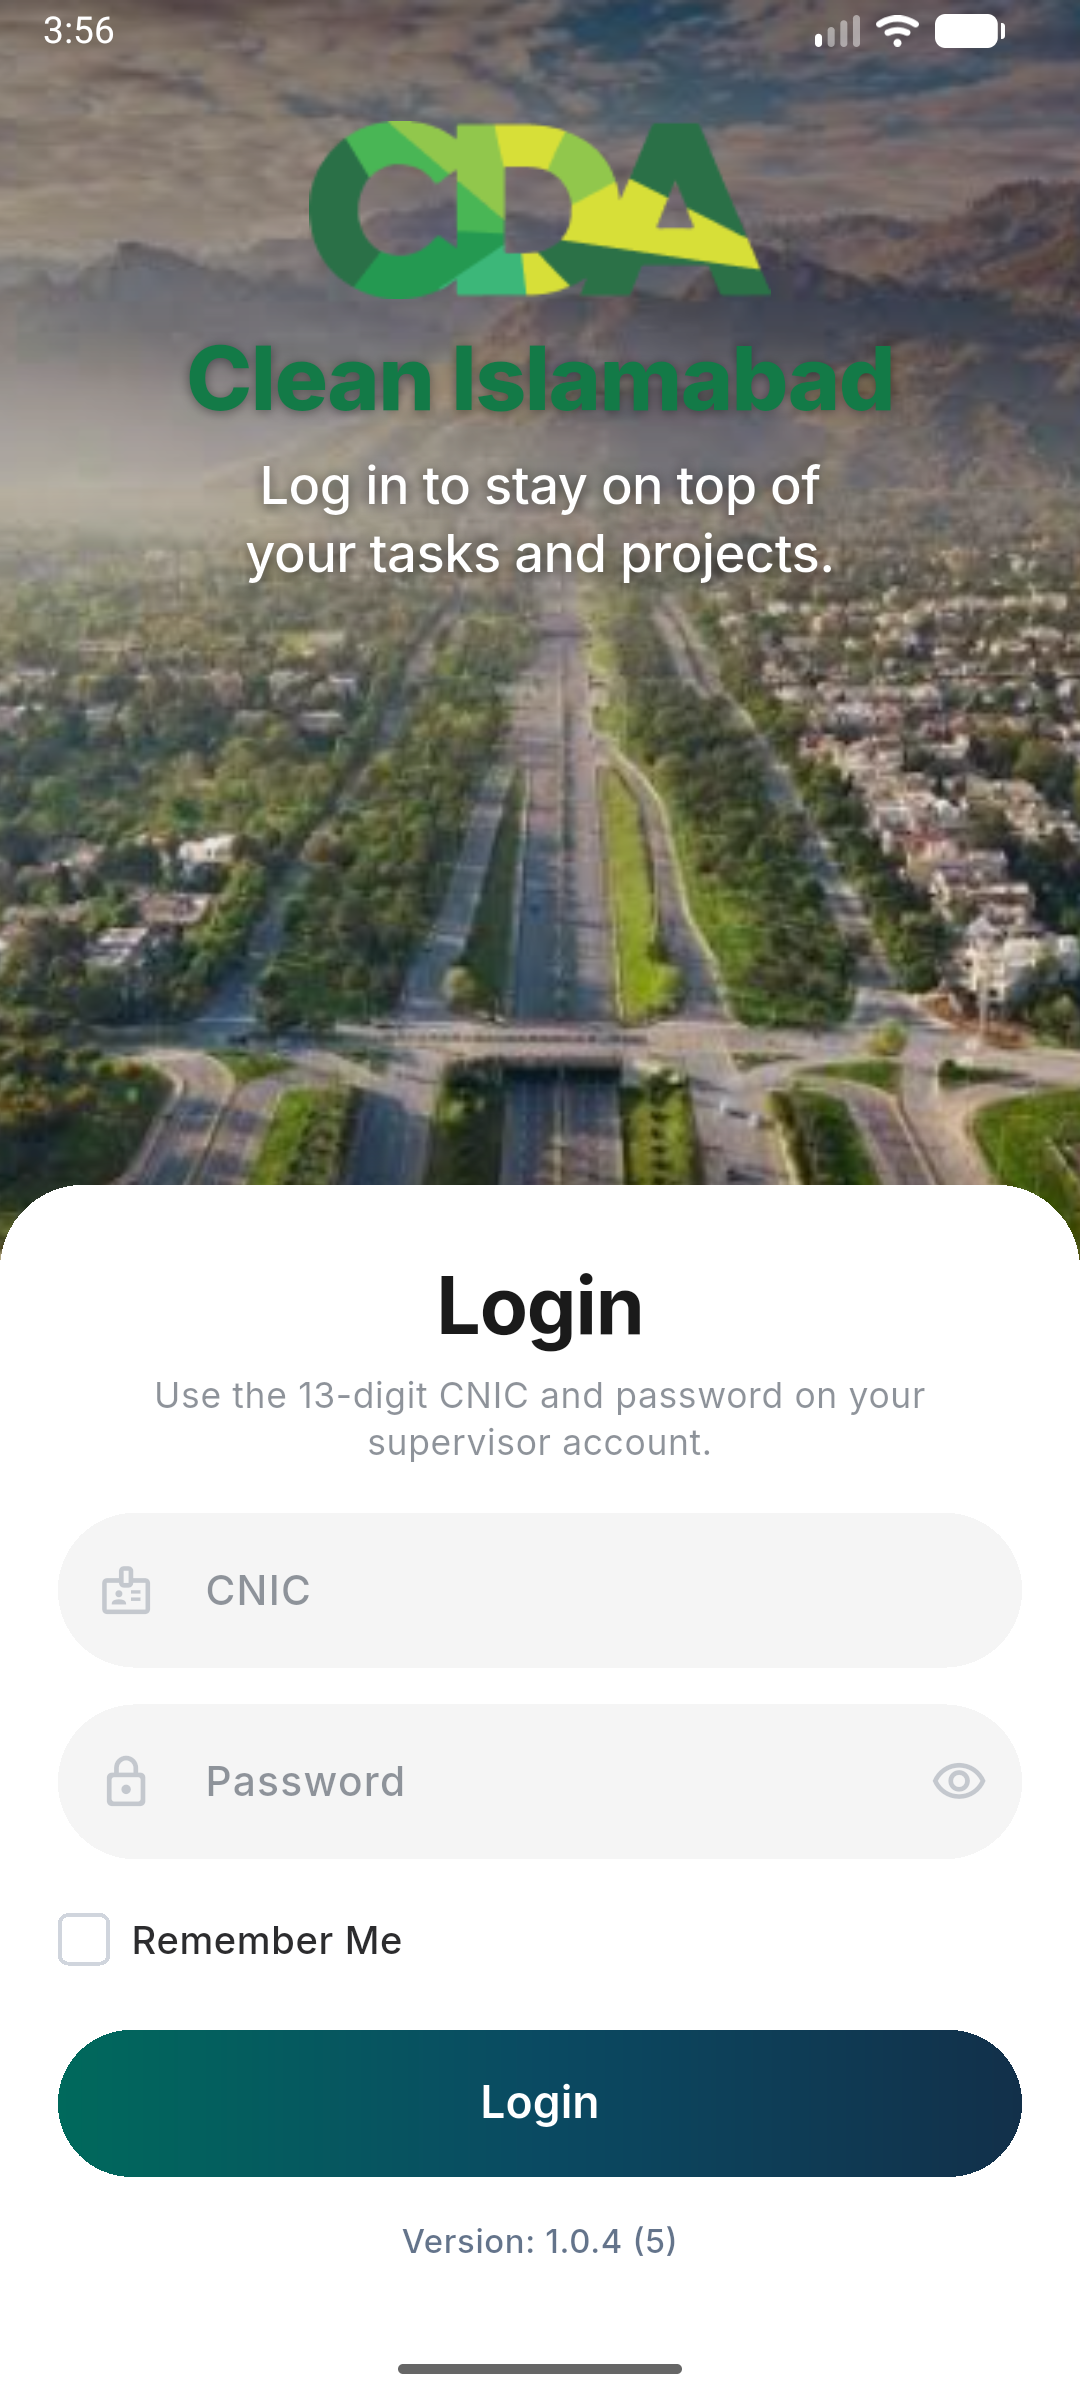 3:56
CDA
Clean Islamabad
Log in to stay on top of
your tasks and projects.
Login
Use the 13-digit CNIC and password on your
supervisor account.
CNIC
Password
Remember Me
Login
Version: 1.0.4 (5)